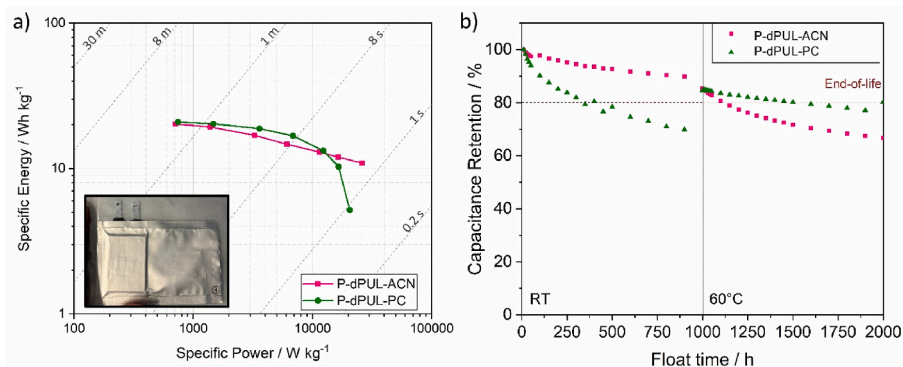 a)
Specific Energy / Wh kg⁻¹
100
10
1
30 m
8 m
1 m
8 s
1 s
0.2 s
P-dPUL-ACN
P-dPUL-PC
100
1000
10000
100000
Specific Power / W kg⁻¹
b)
Capacitance Retention / %
100
80
60
40
20
0
P-dPUL-ACN
P-dPUL-PC
End-of-life
RT
60°C
0
250
500
750
1000
1250
1500
1750
2000
Float time / h